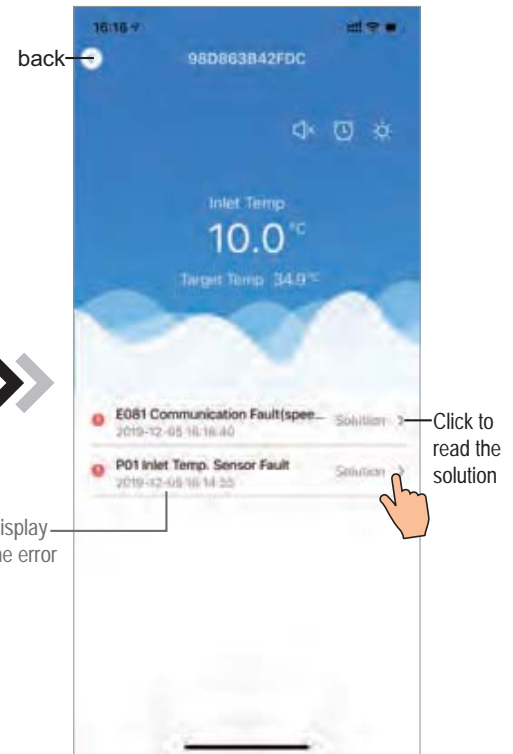 16:16
back
98D863B42FDC
Inlet Temp
10.0°C
Target Temp 34.9°C
E081 Communication Fault(spee... Solution >
2019-12-05 16:16:40
P01 Inlet Temp. Sensor Fault Solution >
2019-12-05 16:14:55
Click to
read the
solution
isplay
e error